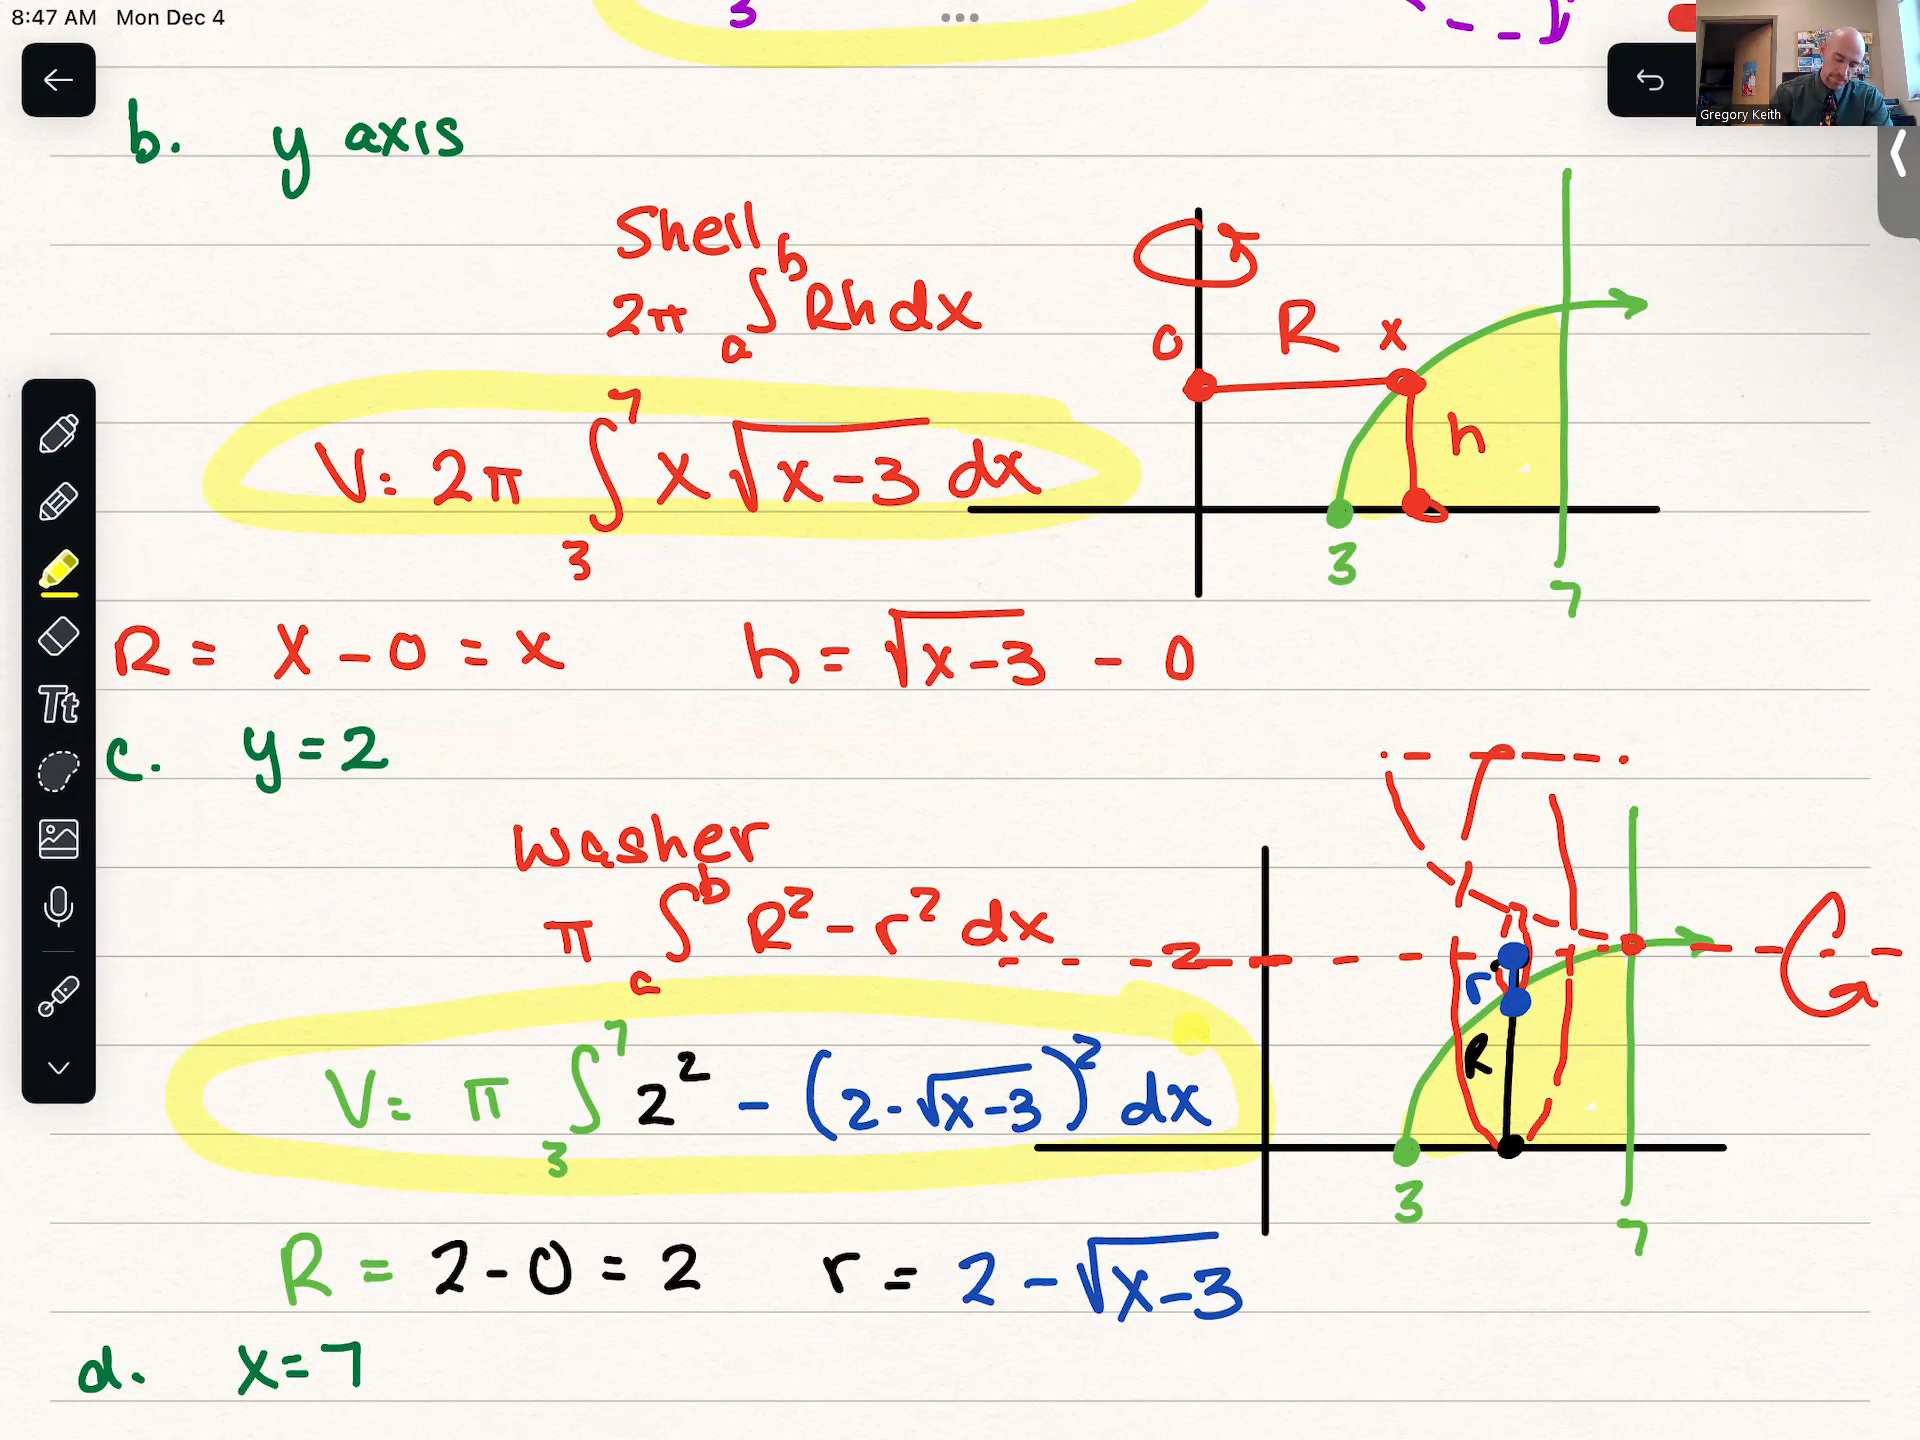 8:47 AM Mon Dec 4
3
Gregory Keith
b. y axis
Shell
2π ∫ₐᵇ Rh dx
V= 2π ∫₃⁷ x √(x-3) dx
0 R x
h
3
7
R = x - 0 = x h = √(x-3) - 0
c. y = 2
Washer
π ∫ₐᵇ R² - r² dx
2
r
R
V= π ∫₃⁷ 2² - (2-√(x-3))² dx
3
7
R = 2 - 0 = 2 r = 2 - √(x-3)
d. x = 7
Tt